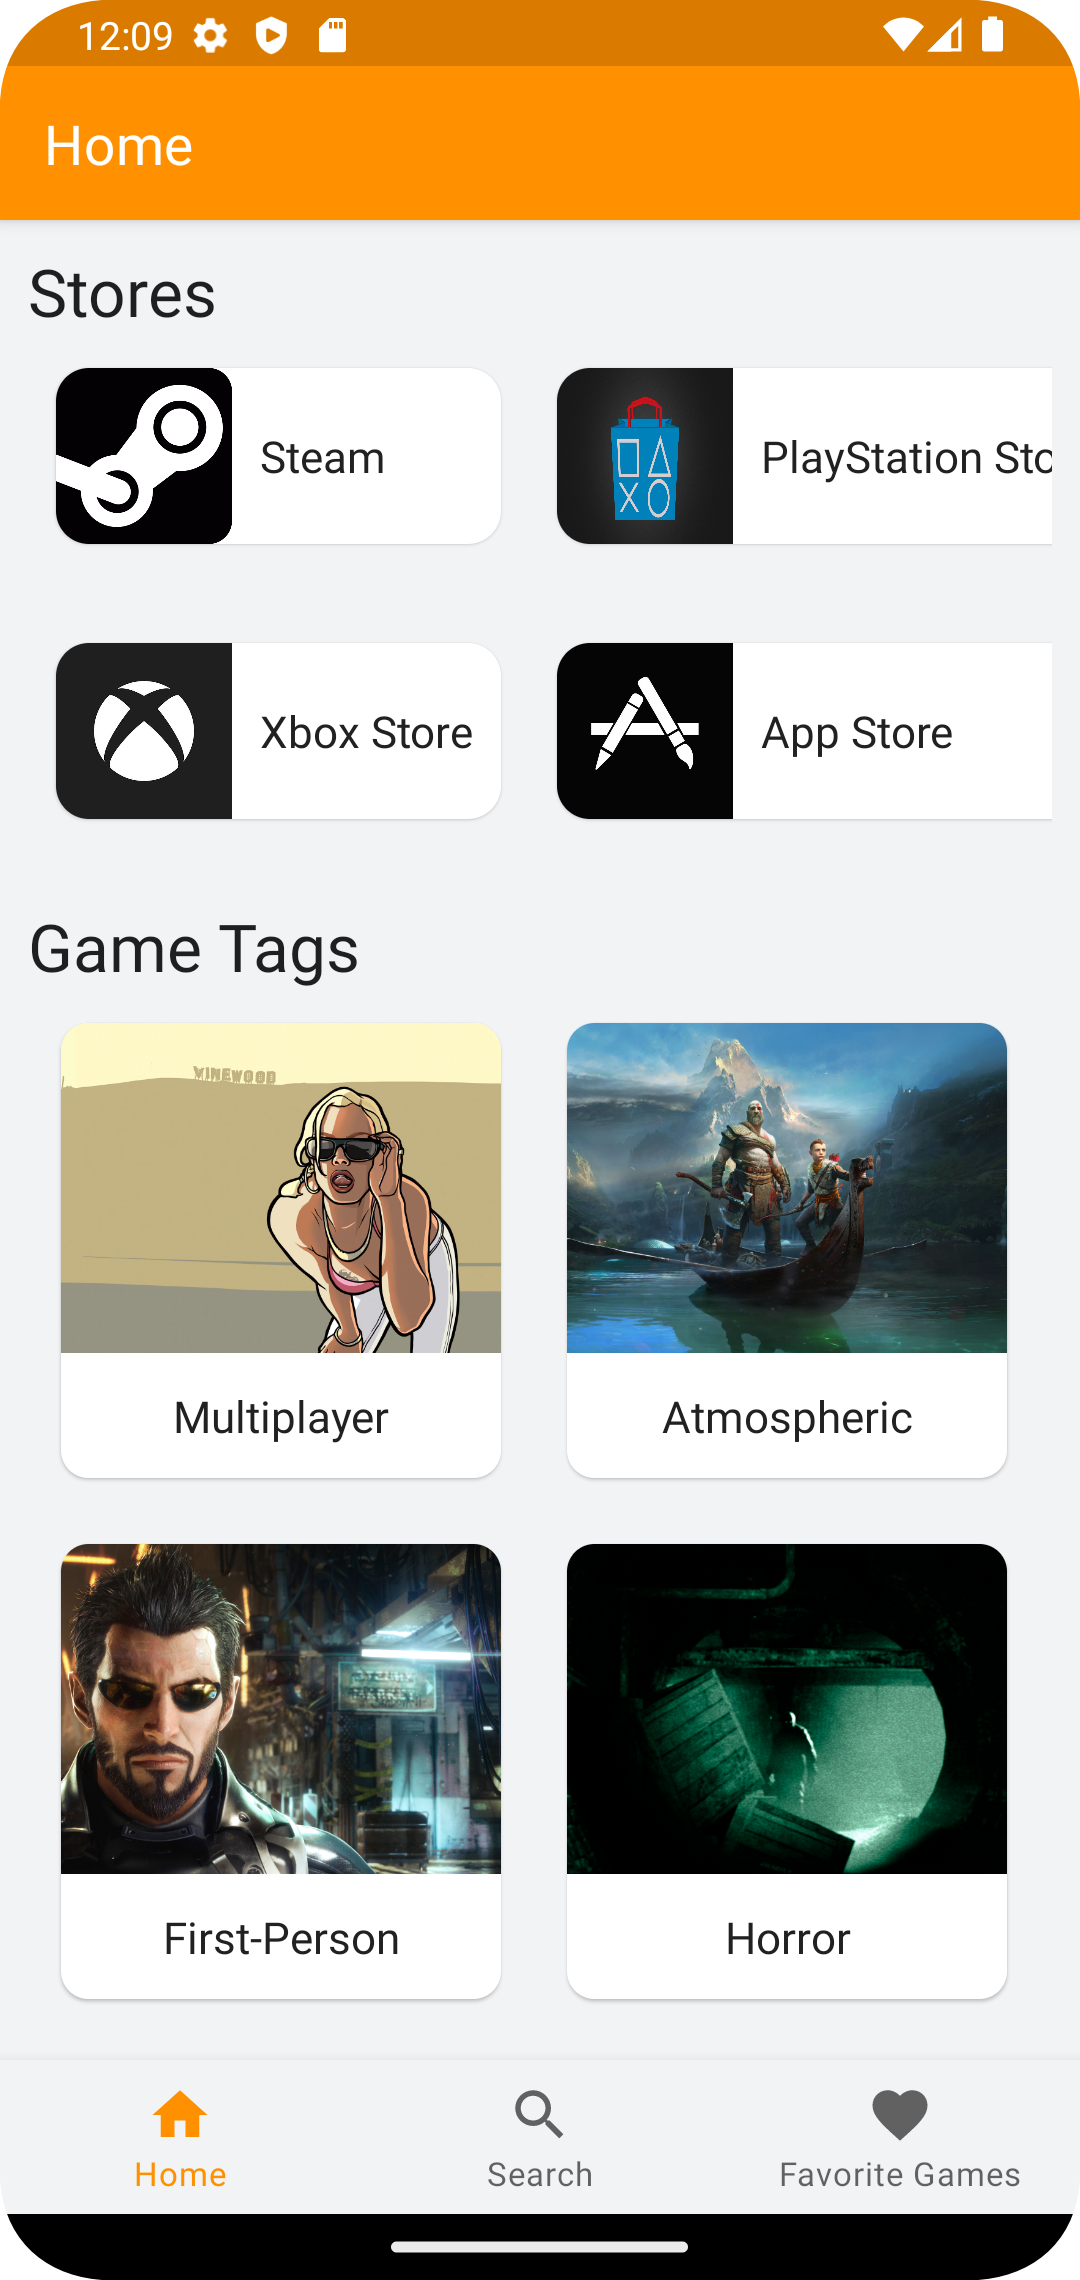 12:09
Home
Stores
Steam
PlayStation Sto
Xbox Store
App Store
Game Tags
VINEWOOD
Multiplayer
Atmospheric
First-Person
Horror
Home
Search
Favorite Games